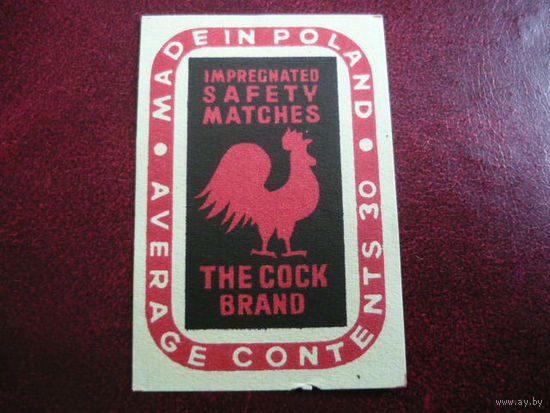 MADE IN POLAND
IMPREGNATED
SAFETY
MATCHES
THE COCK
BRAND
AVERAGE CONTENTS 30
© www.ay.by